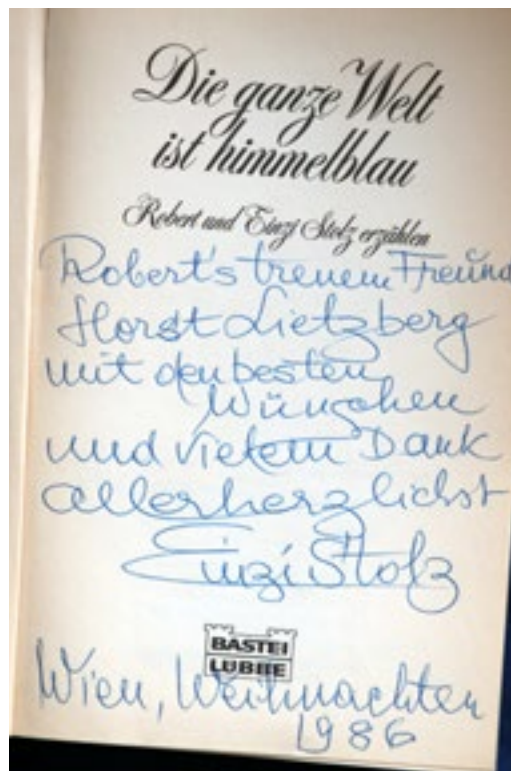 Die ganze Welt
ist himmelblau
Robert und Einzi Stolz erzählen
Robert's treuem Freund
Horst Lietzberg
mit den besten
Wünschen
und vielem Dank
allerherzlichst
Einzi Stolz
BASTEI
LÜBBE
Wien, Weihnachten
1986